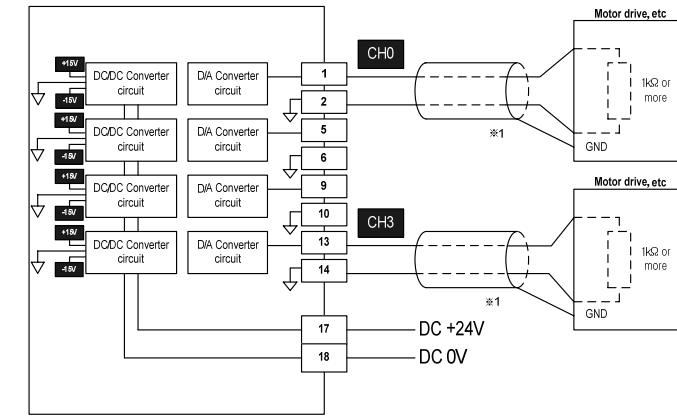 Motor drive, etc
CH0
+15V
DC/DC Converter
circuit
D/A Converter
circuit
1
-15V
2
1kΩ or
more
+15V
DC/DC Converter
circuit
D/A Converter
circuit
5
※1
GND
-15V
6
+15V
DC/DC Converter
circuit
D/A Converter
circuit
9
Motor drive, etc
-15V
10
CH3
+15V
DC/DC Converter
circuit
D/A Converter
circuit
13
-15V
14
1kΩ or
more
※1
GND
17
DC +24V
18
DC 0V